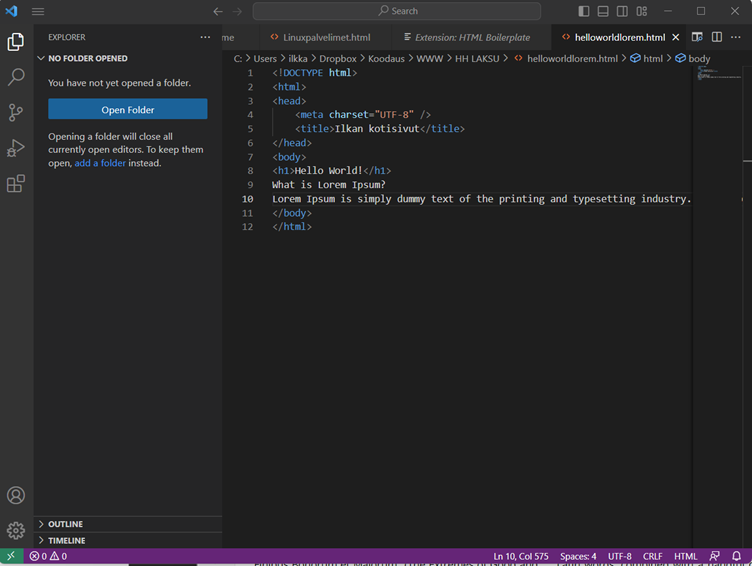 Search
EXPLORER
me
Linuxpalvelimet.html
Extension: HTML Boilerplate
helloworldlorem.html
NO FOLDER OPENED
C: > Users > ilkka > Dropbox > Koodaus > WWW > HH LAKSU > helloworldlorem.html > html > body
You have not yet opened a folder.
Open Folder
Opening a folder will close all
currently open editors. To keep them
open, add a folder instead.
1 <!DOCTYPE html>
2 <html>
3 <head>
4 <meta charset="UTF-8" />
5 <title>Ilkan kotisivut</title>
6 </head>
7 <body>
8 <h1>Hello World!</h1>
9 What is Lorem Ipsum?
10 Lorem Ipsum is simply dummy text of the printing and typesetting industry.
11 </body>
12 </html>
OUTLINE
TIMELINE
0 0
Ln 10, Col 575
Spaces: 4
UTF-8
CRLF
HTML